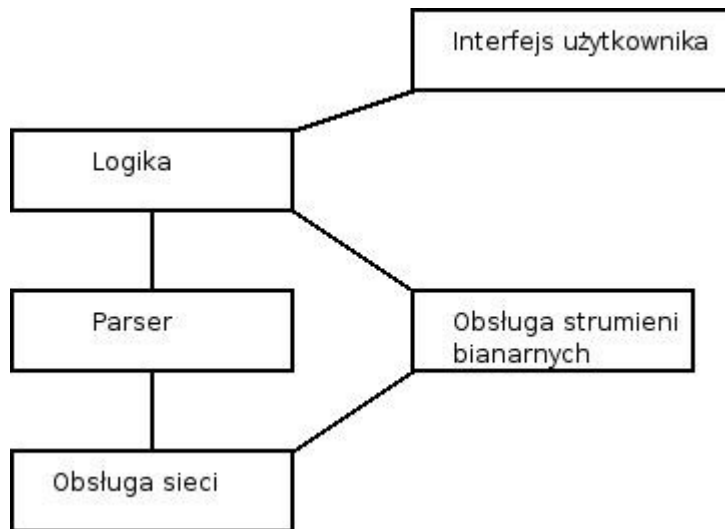 Interfejs użytkownika
Logika
Parser
Obsługa strumieni
bianarnych
Obsługa sieci